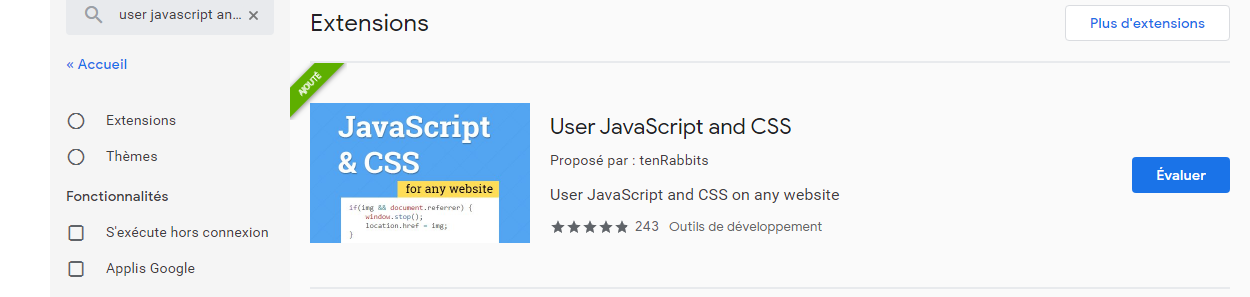 user javascript an...
« Accueil
Extensions
Thèmes
Fonctionnalités
S'exécute hors connexion
Applis Google
Extensions
Plus d'extensions
AJOUTÉ
JavaScript
& CSS
for any website
if(img && document.referrer) {
window.stop();
location.href = img;
}
User JavaScript and CSS
Proposé par : tenRabbits
User JavaScript and CSS on any website
243 Outils de développement
Évaluer